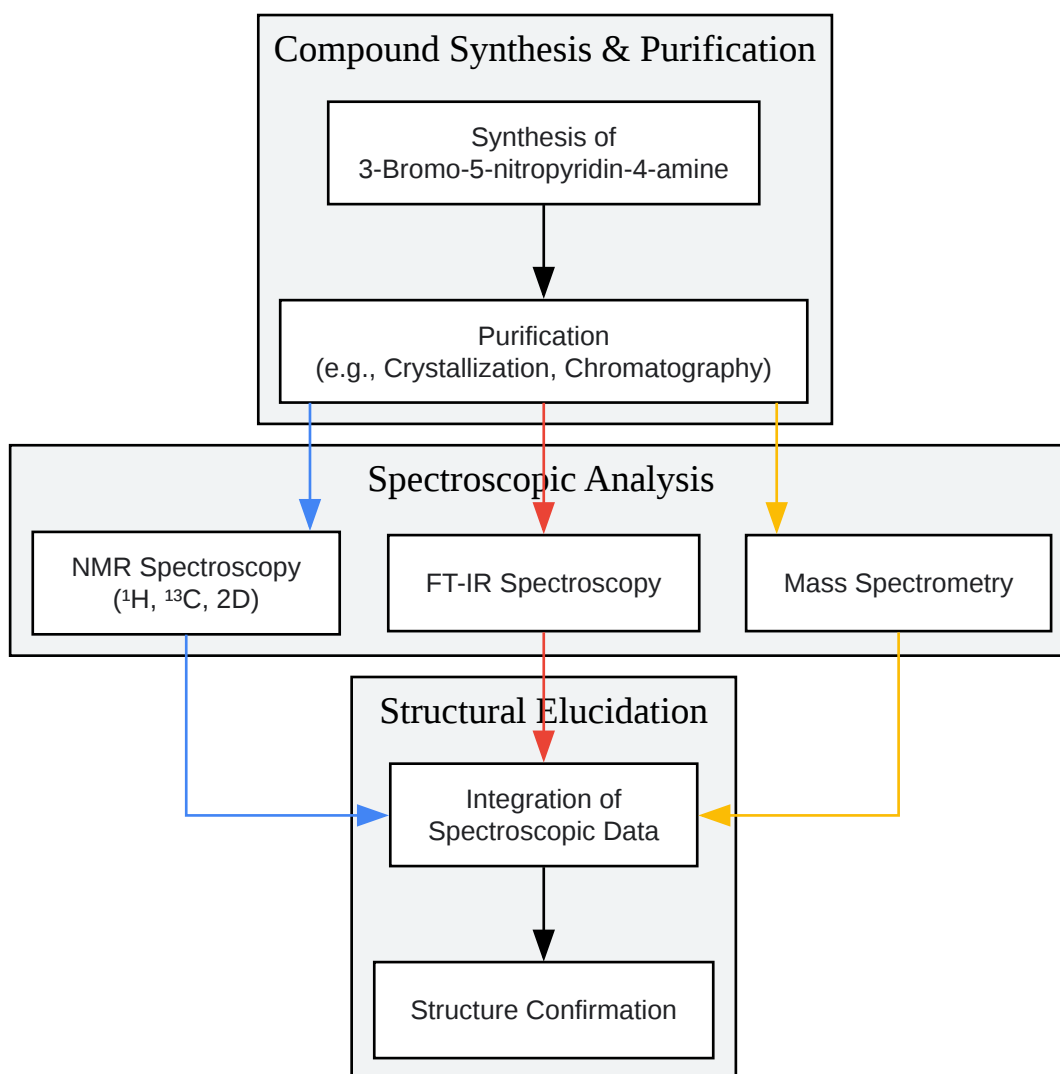 Compound Synthesis & Purification
Synthesis of
3-Bromo-5-nitropyridin-4-amine
Purification
(e.g., Crystallization, Chromatography)
Spectroscopic Analysis
NMR Spectroscopy
(¹H, ¹³C, 2D)
FT-IR Spectroscopy
Mass Spectrometry
Structural Elucidation
Integration of
Spectroscopic Data
Structure Confirmation